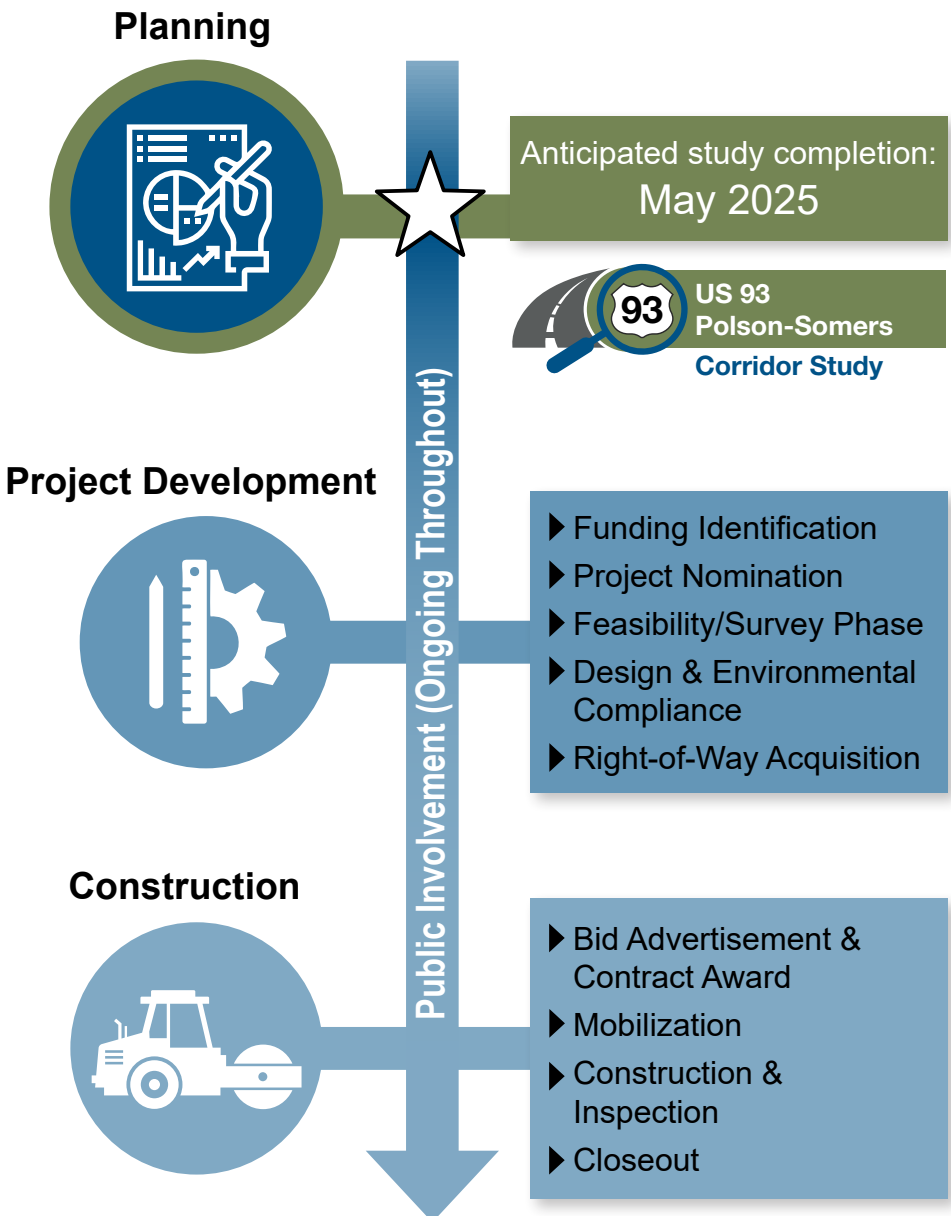 Planning
Anticipated study completion:
May 2025
93
US 93
Polson-Somers
Corridor Study
Public Involvement (Ongoing Throughout)
Project Development
Funding Identification
Project Nomination
Feasibility/Survey Phase
Design & Environmental
Compliance
Right-of-Way Acquisition
Construction
Bid Advertisement &
Contract Award
Mobilization
Construction &
Inspection
Closeout